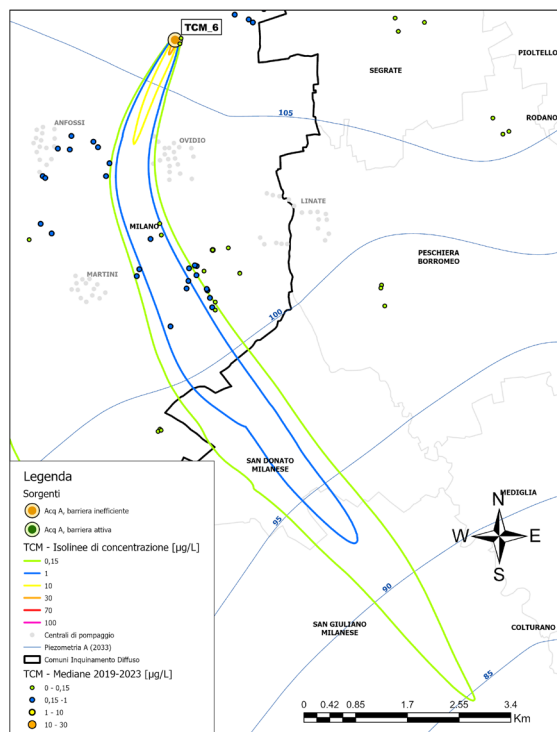 TCM_6
SEGRATE
PIOLTELLO
RODANO
105
ANFOSSI
OVIDIO
LINATE
MILANO
PESCHIERA
BORROMEO
MARTINI
100
SAN DONATO
MILANESE
MEDIGLIA
95
N
W E
S
90
SAN GIULIANO
MILANESE
COLTURANO
85
Legenda
Sorgenti
Acq A, barriera inefficiente
Acq A, barriera attiva
TCM - Isolinee di concentrazione [µg/L]
0,15
1
10
30
70
100
Centrali di pompaggio
Piezometria A (2033)
Comuni Inquinamento Diffuso
TCM - Mediane 2019-2023 [µg/L]
0 - 0,15
0,15 -1
1 - 10
10 - 30
0 0.42 0.85 1.7 2.55 3.4
Km